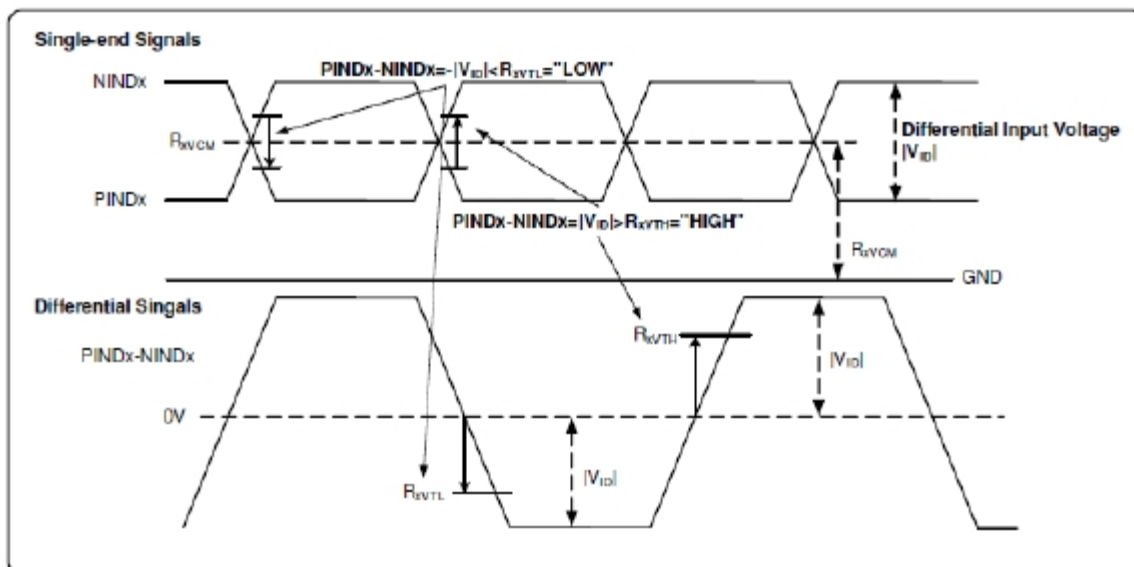 Single-end Signals
PINDx-NINDx=-|VID|<RxVTL="LOW"
NINDx
RxVCM
Differential Input Voltage
|VID|
PINDx
PINDx-NINDx=|VID|>RxVTH="HIGH"
RxVCM
GND
Differential Singals
RxVTH
PINDx-NINDx
|VID|
0V
|VID|
RxVTL